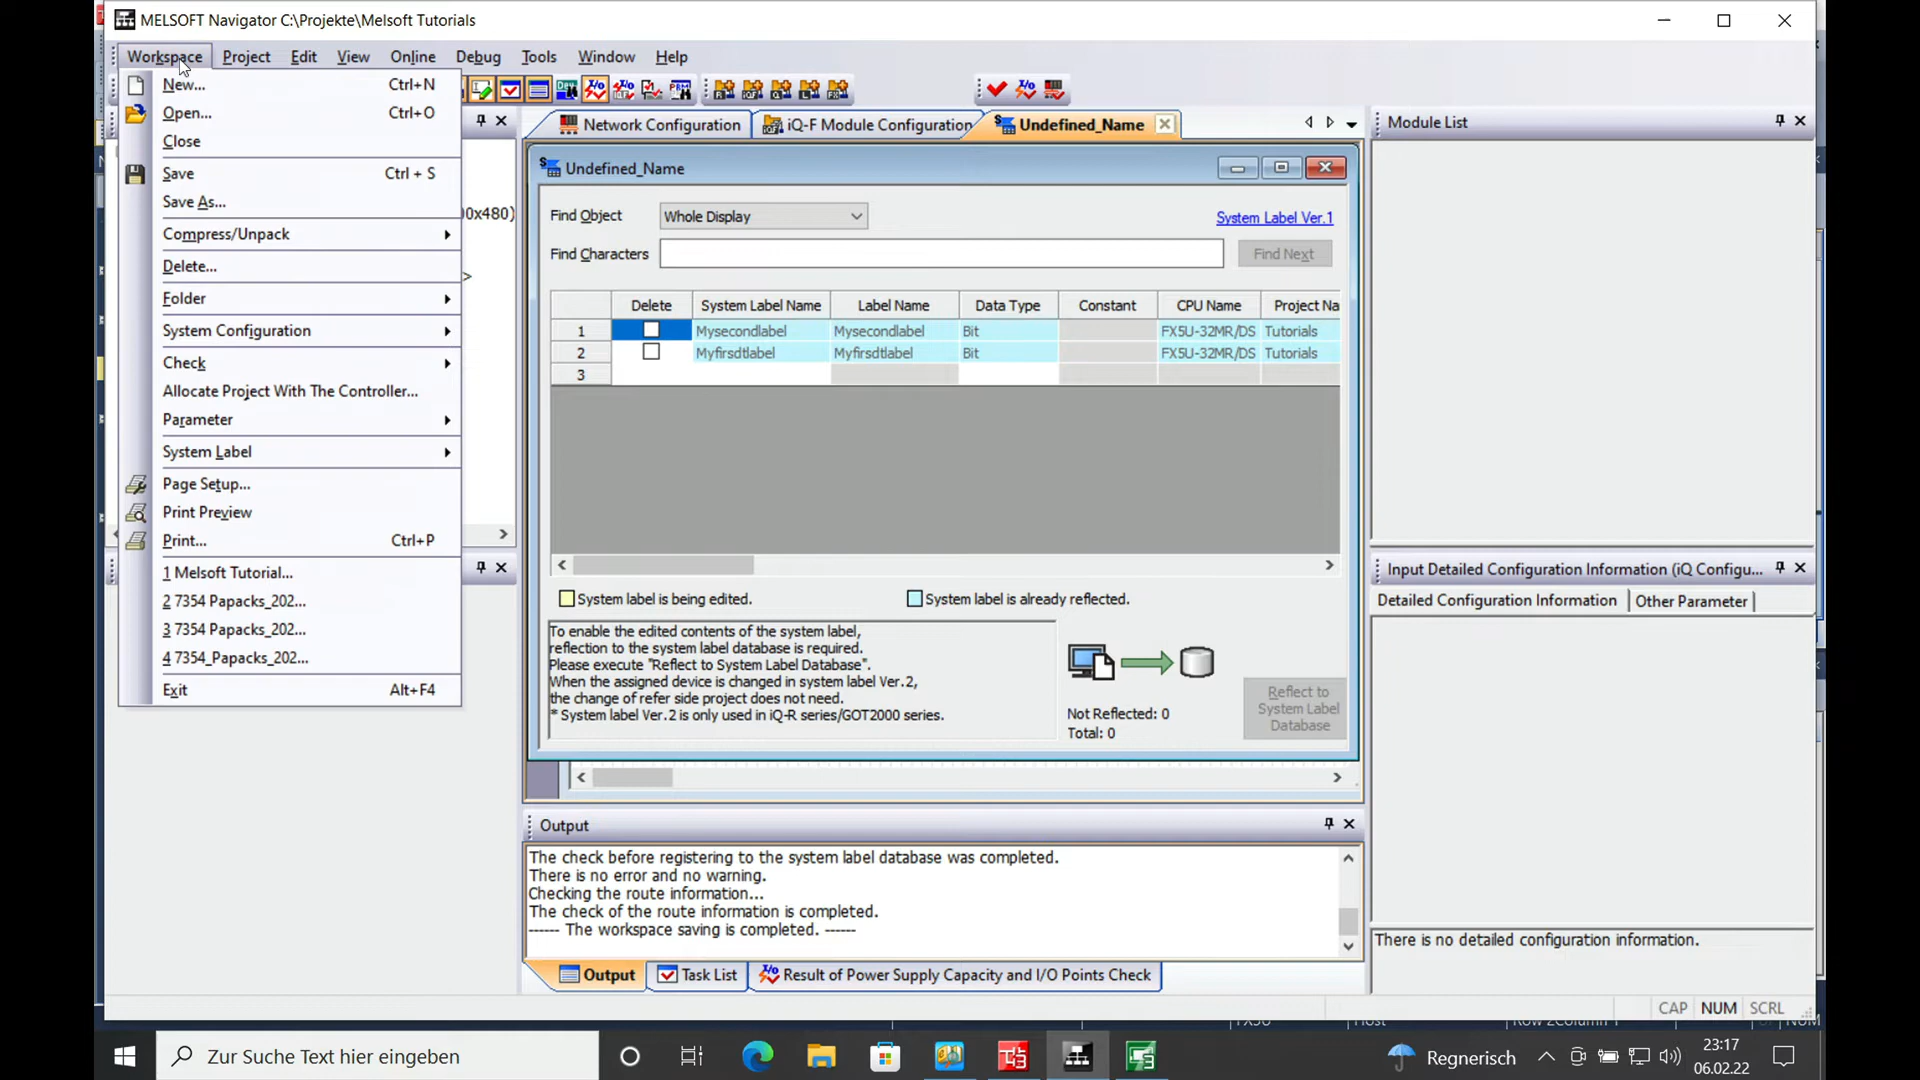 MELSOFT Navigator C:\Projekte\Melsoft Tutorials
Workspace Project Edit View Online Debug Tools Window Help
New... Ctrl+N
Open... Ctrl+O
Close
Save Ctrl + S
Save As...
Compress/Unpack
Delete...
Folder
System Configuration
Check
Allocate Project With The Controller...
Parameter
System Label
Page Setup...
Print Preview
Print... Ctrl+P
1 Melsoft Tutorial...
2 7354 Papacks_202...
3 7354 Papacks_202...
4 7354_Papacks_202...
Exit Alt+F4
0x480)
>
Network Configuration iQ-F Module Configuration Undefined_Name
Undefined_Name
Find Object Whole Display System Label Ver.1
Find Characters Find Next
Delete System Label Name Label Name Data Type Constant CPU Name Project Na
1 Mysecondlabel Mysecondlabel Bit FX5U-32MR/DS Tutorials
2 Myfirsdtlabel Myfirsdtlabel Bit FX5U-32MR/DS Tutorials
3
System label is being edited. System label is already reflected.
To enable the edited contents of the system label,
reflection to the system label database is required.
Please execute "Reflect to System Label Database".
When the assigned device is changed in system label Ver.2,
the change of refer side project does not need.
* System label Ver.2 is only used in iQ-R series/GOT2000 series.
Not Reflected: 0
Total: 0
Reflect to
System Label
Database
Module List
Input Detailed Configuration Information (iQ Configu...
Detailed Configuration Information Other Parameter
There is no detailed configuration information.
Output
The check before registering to the system label database was completed.
There is no error and no warning.
Checking the route information...
The check of the route information is completed.
------ The workspace saving is completed. ------
Output Task List Result of Power Supply Capacity and I/O Points Check
CAP NUM SCRL
Zur Suche Text hier eingeben
Regnerisch
23:17
06.02.22